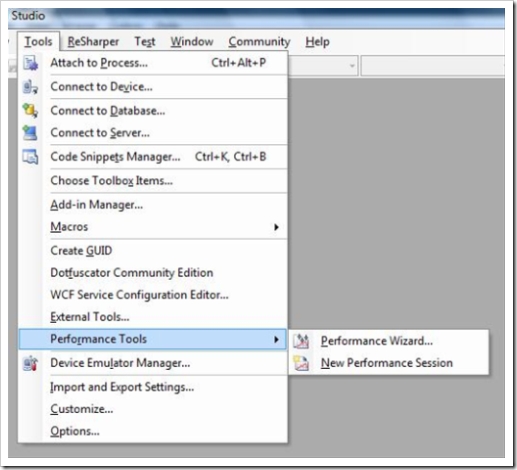 Studio
Tools ReSharper Test Window Community Help
Attach to Process... Ctrl+Alt+P
Connect to Device...
Connect to Database...
Connect to Server...
Code Snippets Manager... Ctrl+K, Ctrl+B
Choose Toolbox Items...
Add-in Manager...
Macros
Create GUID
Dotfuscator Community Edition
WCF Service Configuration Editor...
External Tools...
Performance Tools
Performance Wizard...
New Performance Session
Device Emulator Manager...
Import and Export Settings...
Customize...
Options...